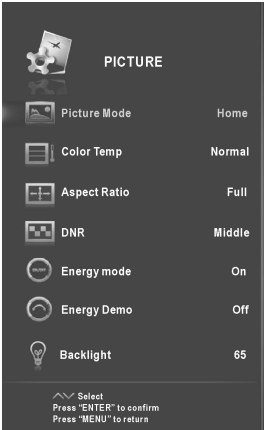 PICTURE
Picture Mode Home
Color Temp Normal
Aspect Ratio Full
DNR Middle
Energy mode On
Energy Demo Off
Backlight 65
Select
Press “ENTER” to confirm
Press “MENU” to return